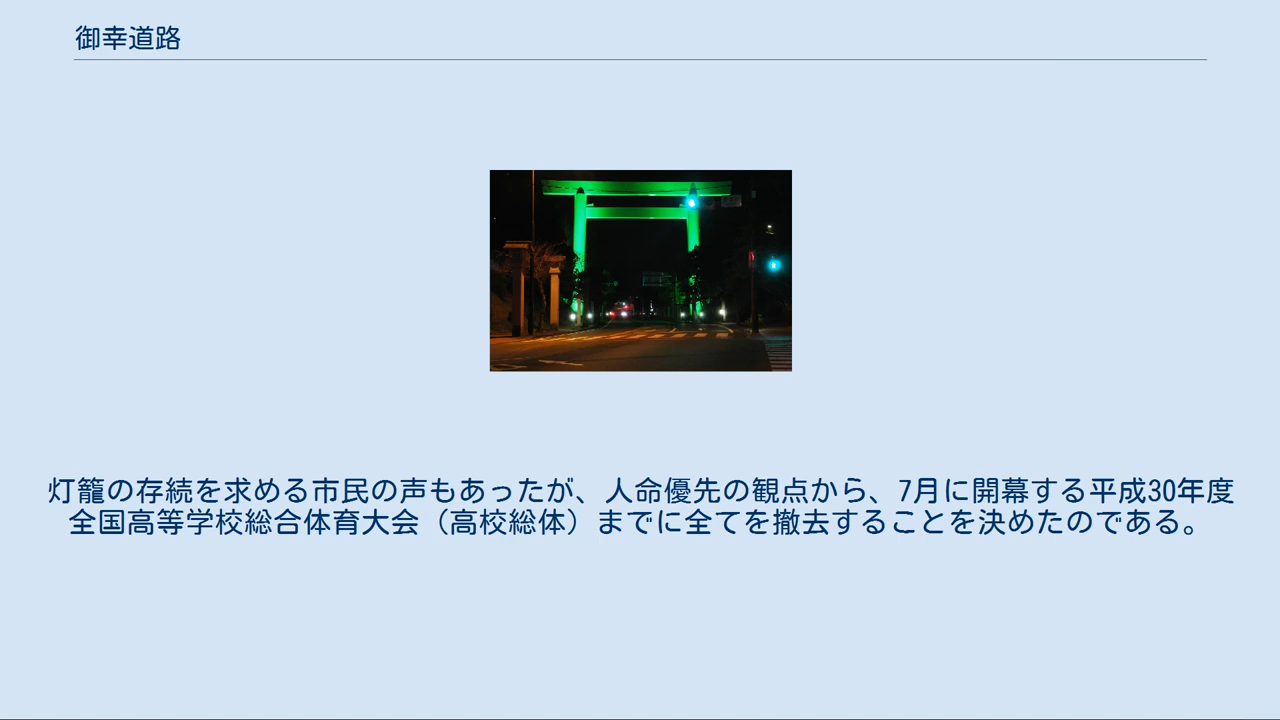 御幸道路
灯籠の存続を求める市民の声もあったが、人命優先の観点から、7月に開幕する平成30年度
全国高等学校総合体育大会（高校総体）までに全てを撤去することを決めたのである。